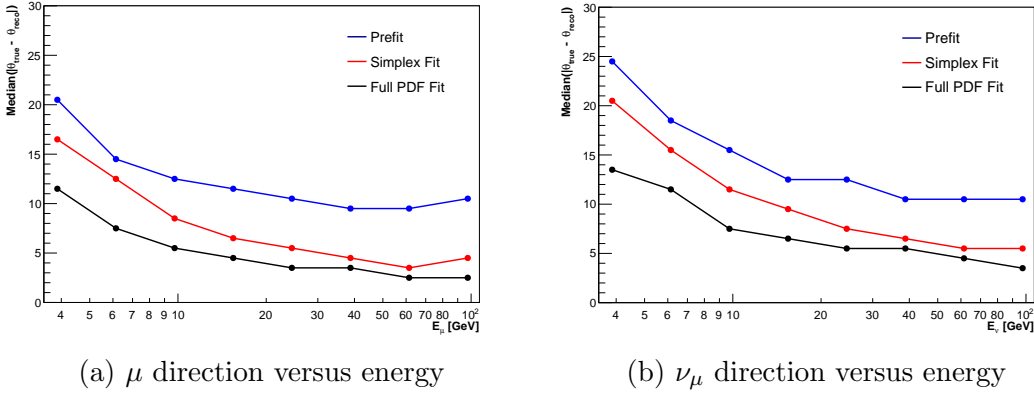 Median(|θtrue - θreco|)
30
25
20
15
10
5
0
Prefit
Simplex Fit
Full PDF Fit
4 5 6 7 8 9 10 20 30 40 50 60 70 80 10²
Eμ [GeV]
(a) μ direction versus energy
Median(|θtrue - θreco|)
30
25
20
15
10
5
0
Prefit
Simplex Fit
Full PDF Fit
4 5 6 7 8 9 10 20 30 40 50 60 70 80 10²
Eν [GeV]
(b) νμ direction versus energy